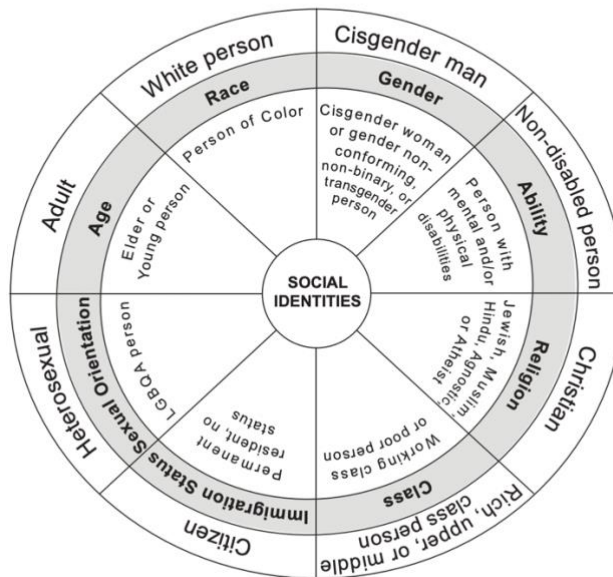 White person
Race
Person of Color
Cisgender man
Gender
Cisgender woman
or gender non-
conforming,
non-binary, or
transgender
person
Non-disabled person
Ability
Person with
mental and/or
physical
disabilities
Christian
Religion
Jewish, Muslim,
Hindu, Agnostic,
or Atheist
Rich, upper, or middle
class person
Class
Working class
or poor person
Citizen
Immigration Status
Permanent
resident, no
status
Heterosexual
Sexual Orientation
LGBQA person
Adult
Age
Elder or
Young person
SOCIAL
IDENTITIES